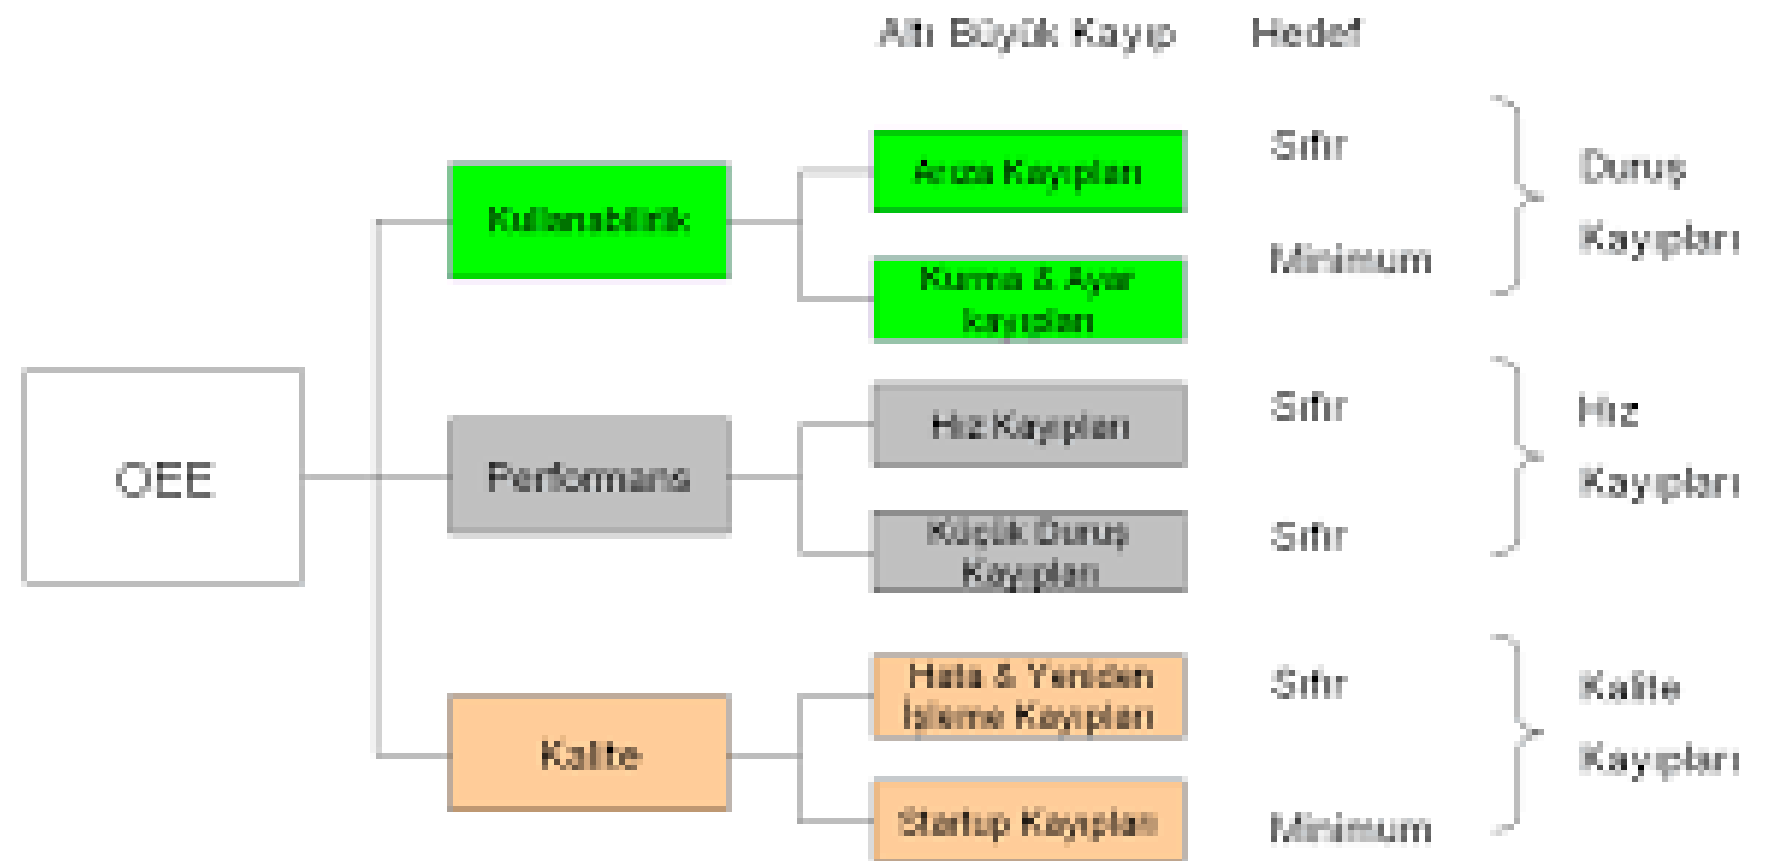 Altı Büyük Kayıp
Hedef
OEE
Kullanabilirik
Arıza Kayıpları
Sıfır
Kurma & Ayar
kayıpları
Minimum
Duruş
Kayıpları
Performans
Hız Kayıpları
Sıfır
Küçük Duruş
Kayıpları
Sıfır
Hız
Kayıpları
Kalite
Hata & Yeniden
İşleme Kayıpları
Sıfır
Startup Kayıpları
Minimum
Kalite
Kayıpları